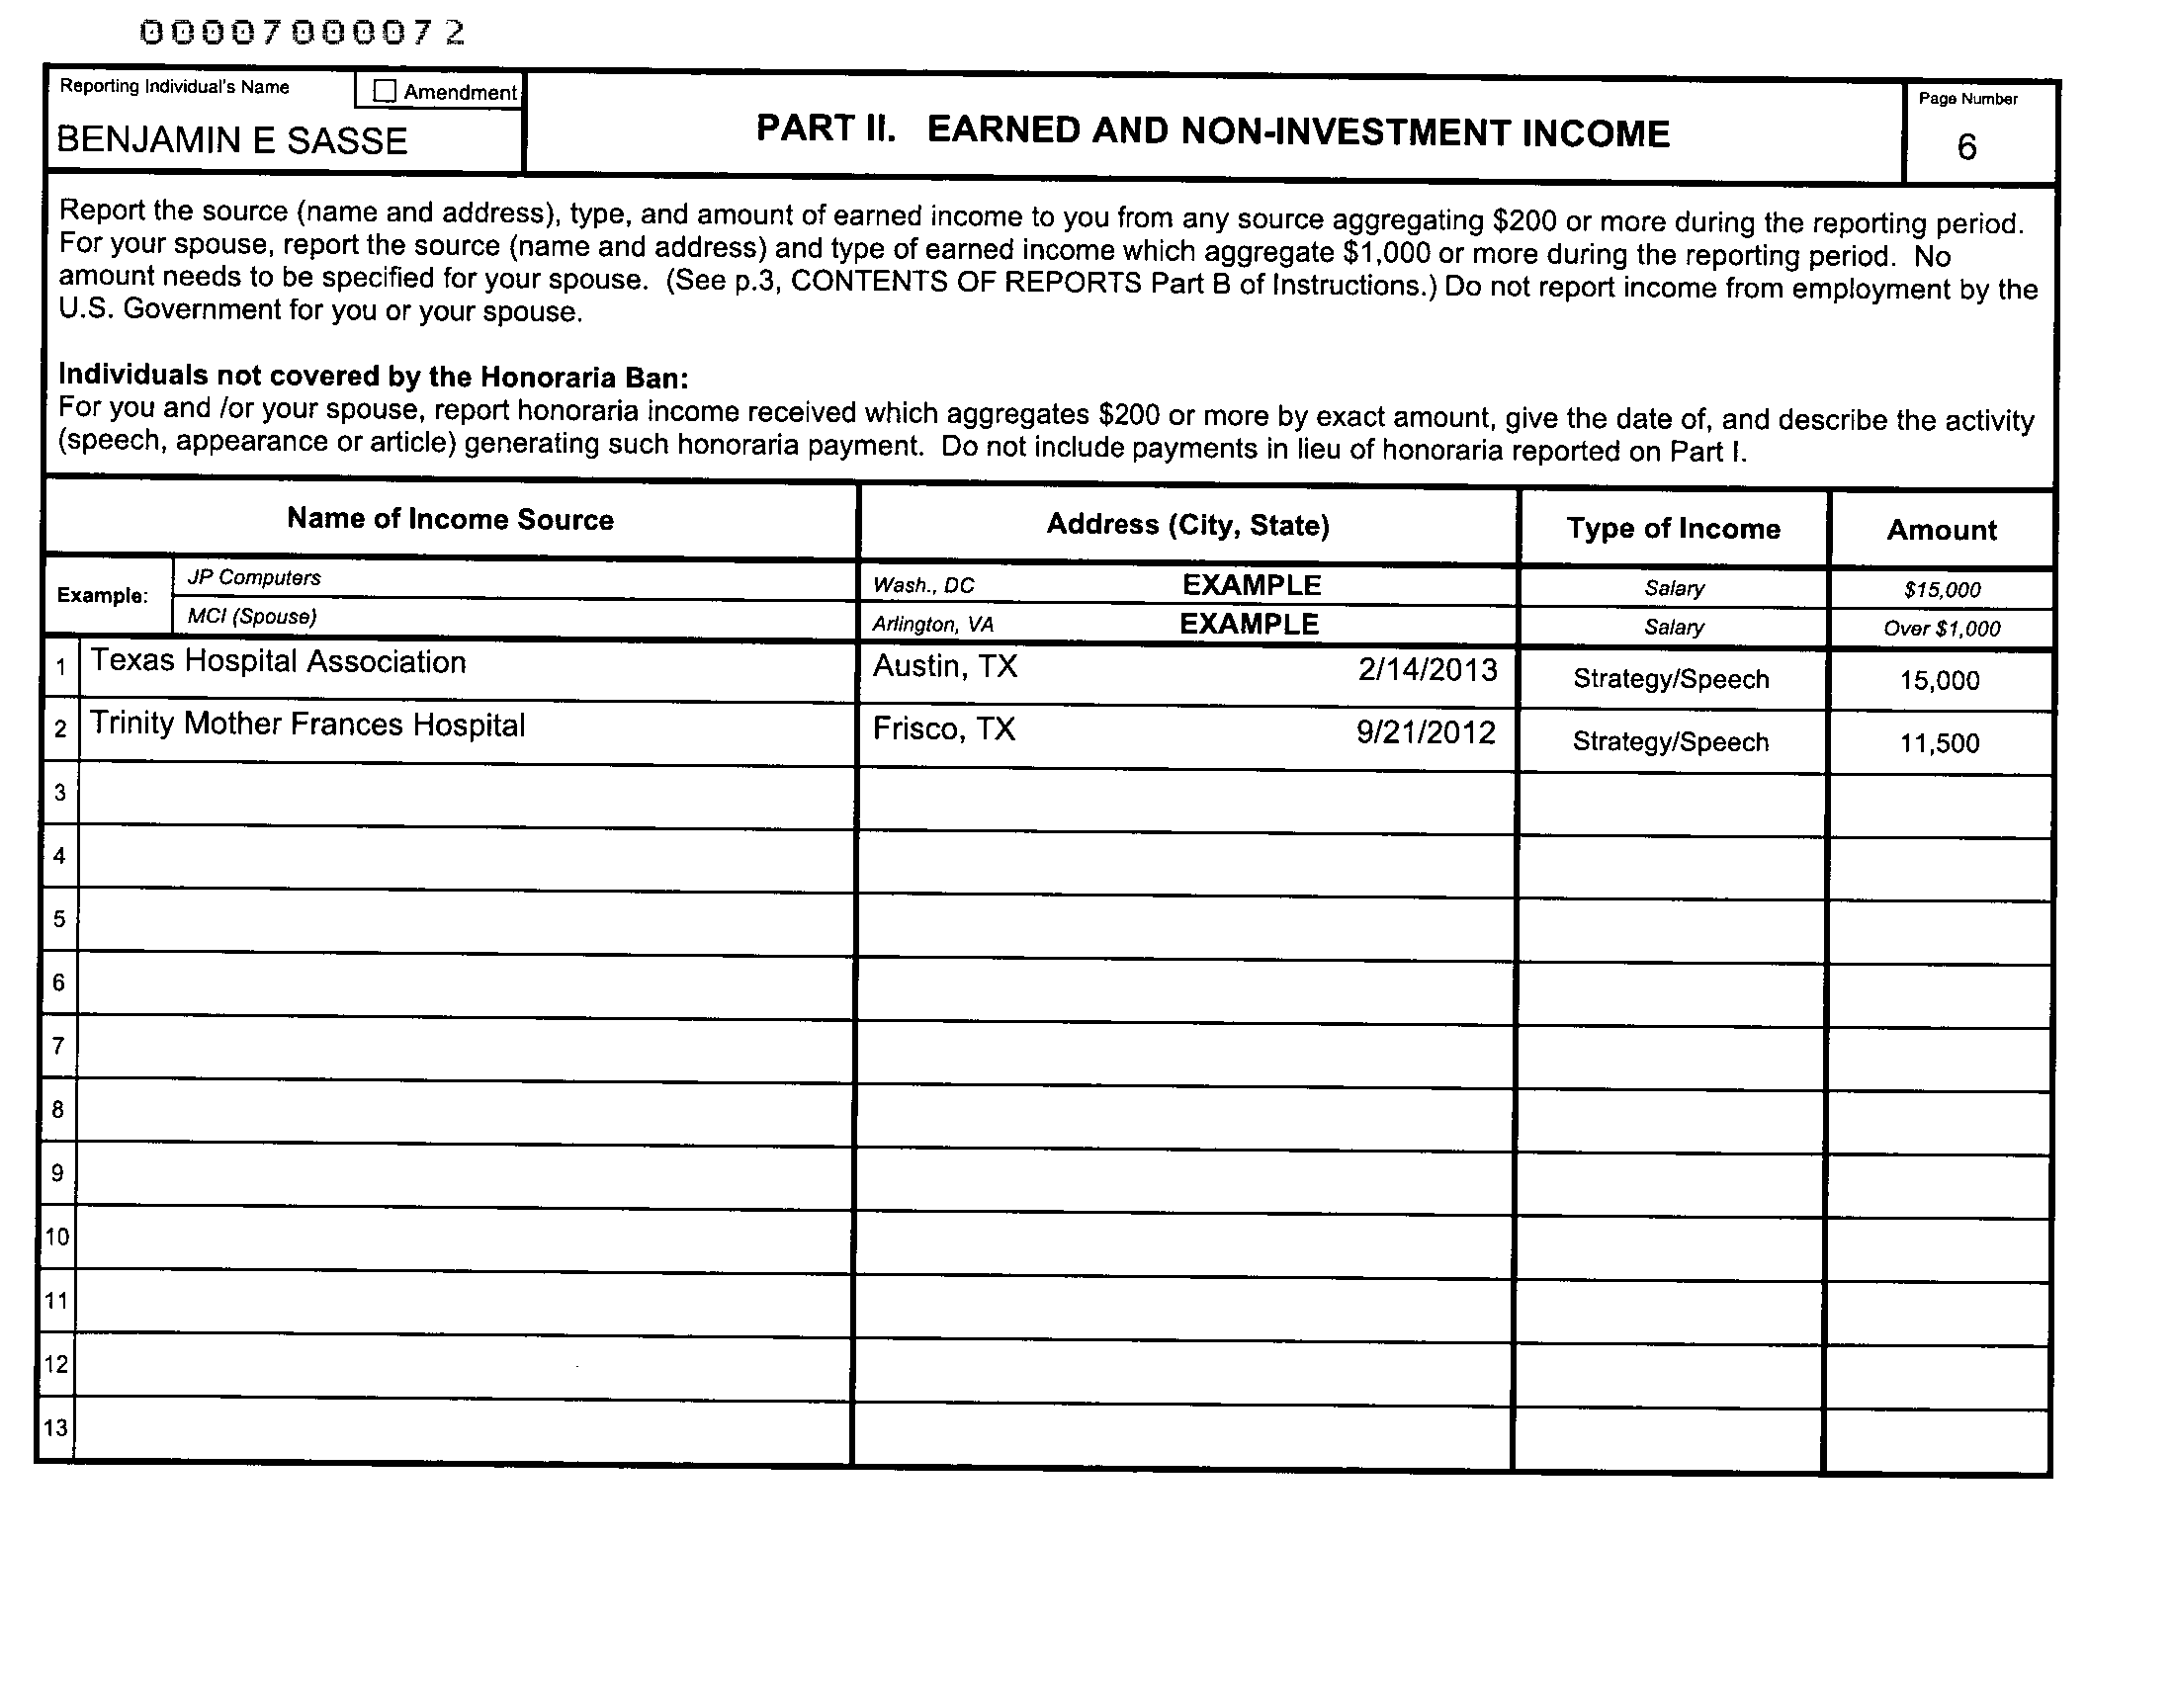 00007000072
Reporting Individual's Name
Amendment
BENJAMIN E SASSE
PART II. EARNED AND NON-INVESTMENT INCOME
Page Number
6
Report the source (name and address), type, and amount of earned income to you from any source aggregating $200 or more during the reporting period.
For your spouse, report the source (name and address) and type of earned income which aggregate $1,000 or more during the reporting period. No
amount needs to be specified for your spouse. (See p.3, CONTENTS OF REPORTS Part B of Instructions.) Do not report income from employment by the
U.S. Government for you or your spouse.
Individuals not covered by the Honoraria Ban:
For you and /or your spouse, report honoraria income received which aggregates $200 or more by exact amount, give the date of, and describe the activity
(speech, appearance or article) generating such honoraria payment. Do not include payments in lieu of honoraria reported on Part I.
Name of Income Source Address (City, State) Type of Income Amount
Example:
JP Computers Wash., DC EXAMPLE Salary $15,000
MCI (Spouse) Arlington, VA EXAMPLE Salary Over $1,000
1 Texas Hospital Association Austin, TX 2/14/2013 Strategy/Speech 15,000
2 Trinity Mother Frances Hospital Frisco, TX 9/21/2012 Strategy/Speech 11,500
3
4
5
6
7
8
9
10
11
12
13